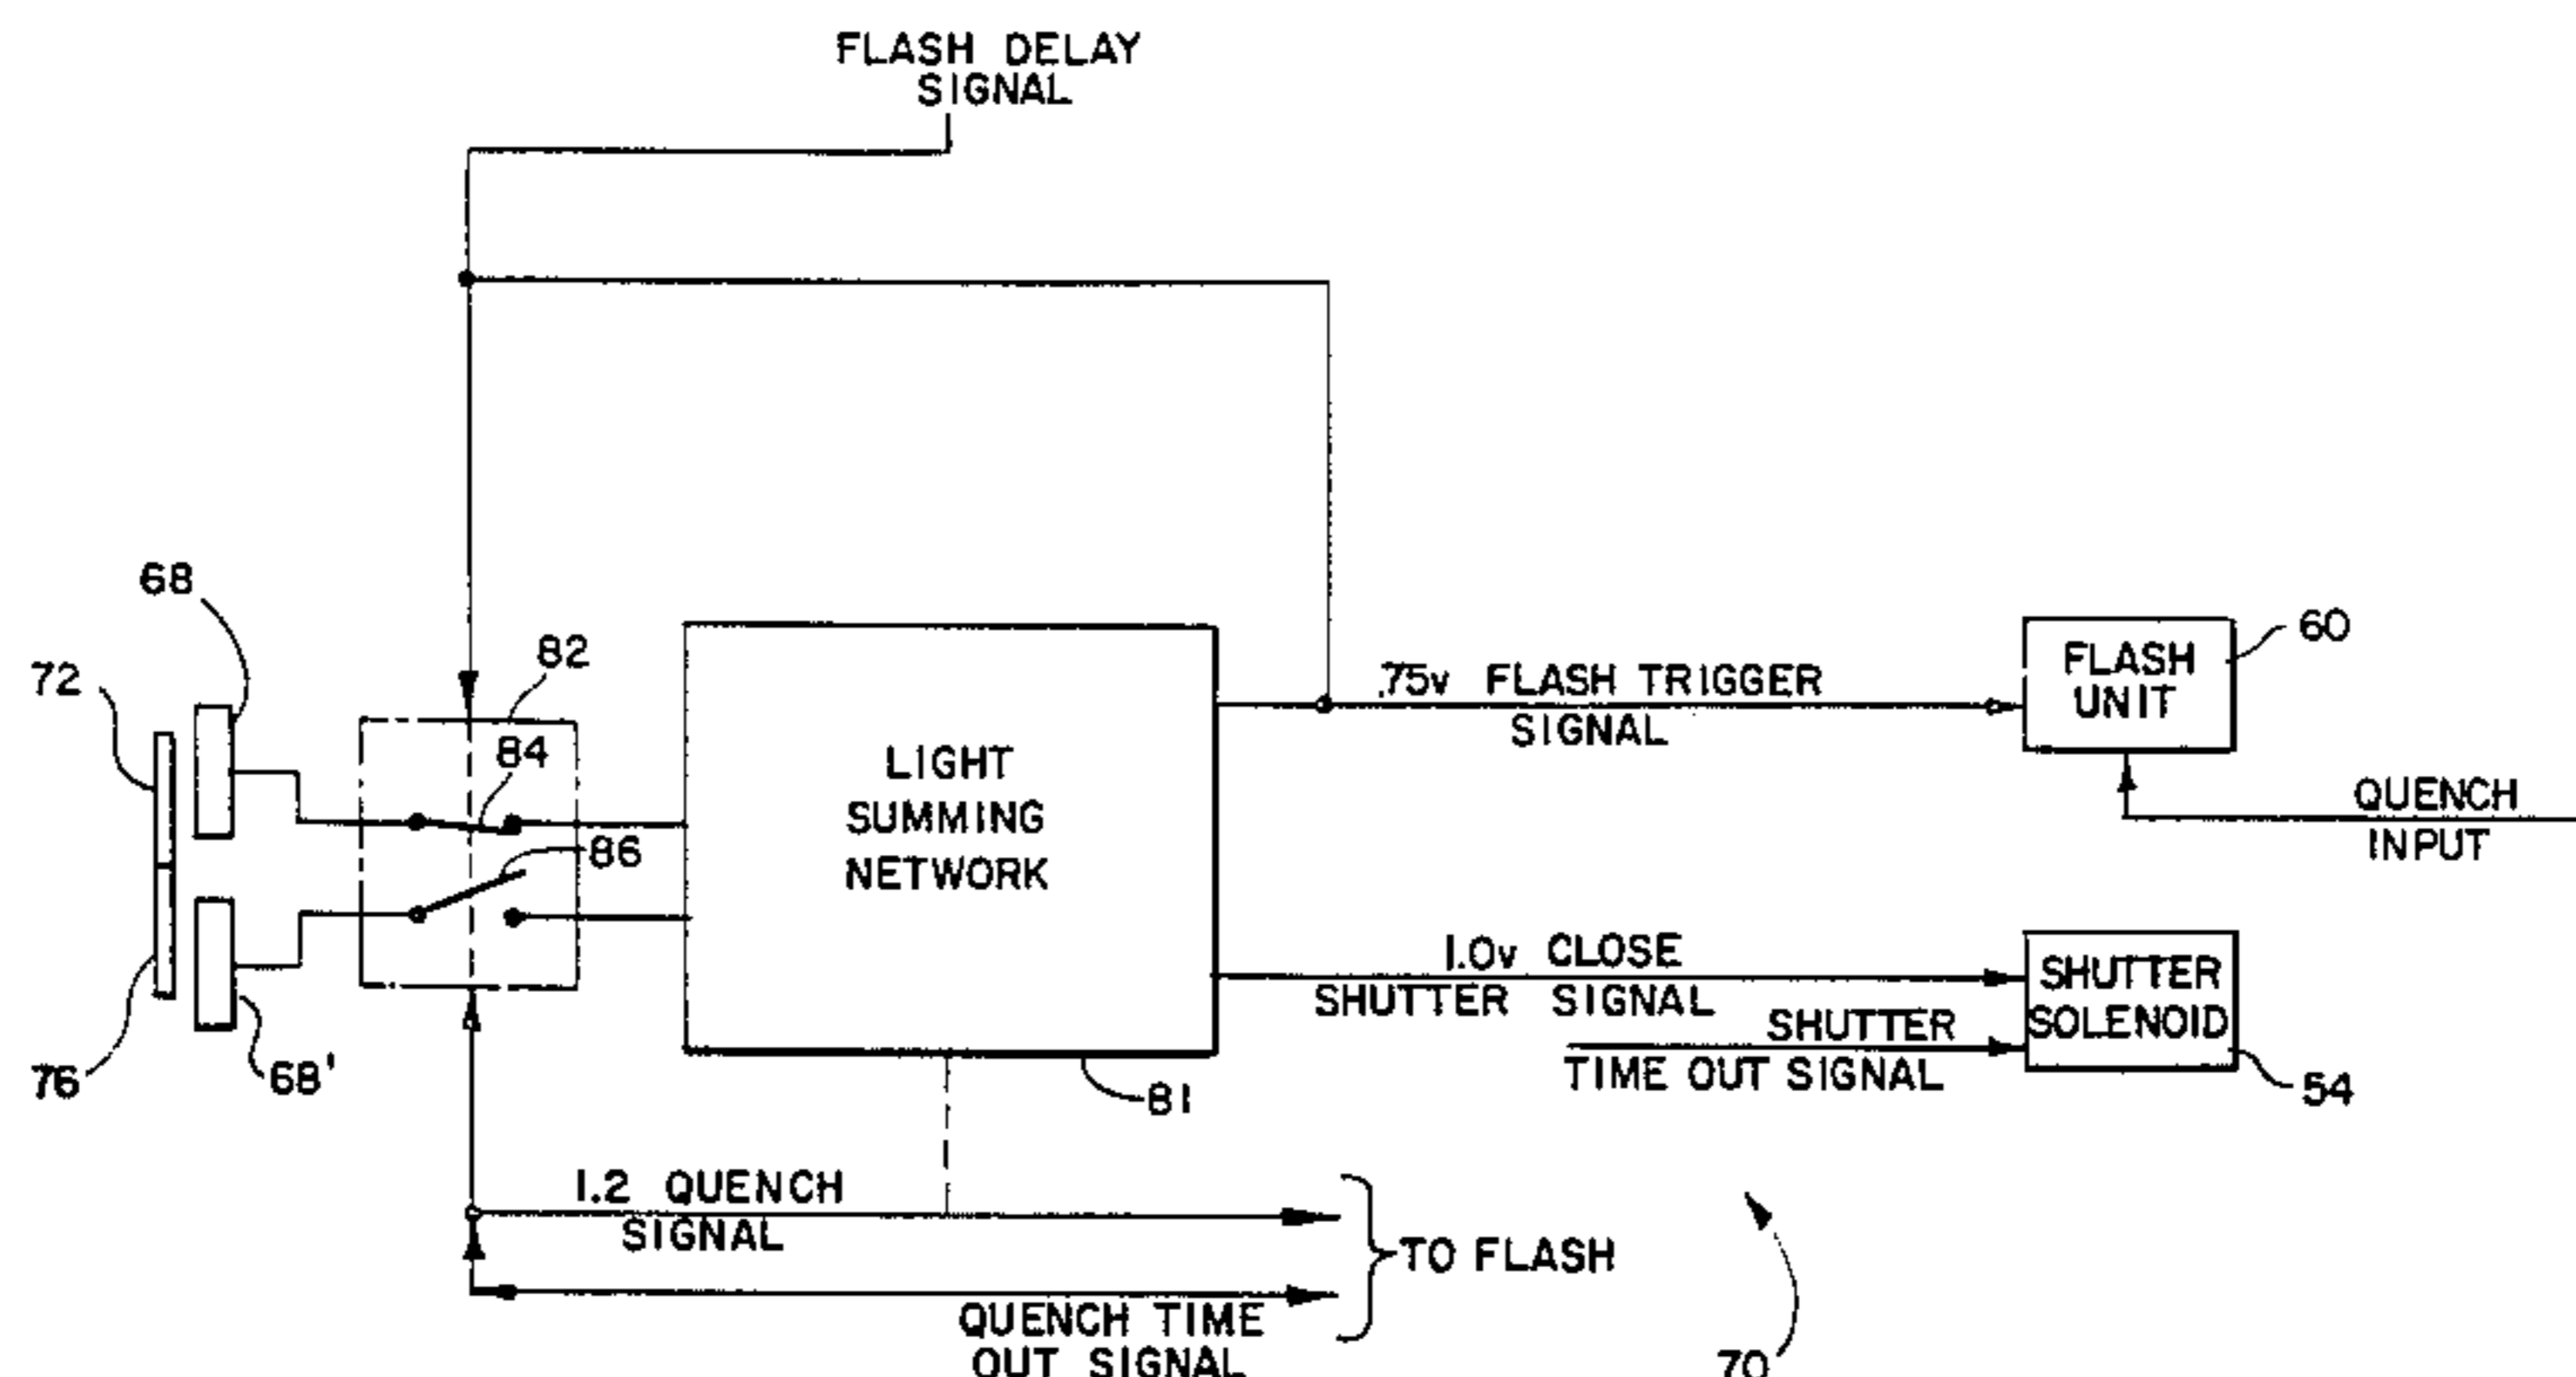 FLASH DELAY
SIGNAL
68
72
82
84
86
76
68'
LIGHT
SUMMING
NETWORK
81
.75v FLASH TRIGGER
SIGNAL
FLASH
UNIT
60
QUENCH
INPUT
1.0v CLOSE
SHUTTER SIGNAL
SHUTTER
TIME OUT SIGNAL
SHUTTER
SOLENOID
54
1.2 QUENCH
SIGNAL
QUENCH TIME
OUT SIGNAL
TO FLASH
70